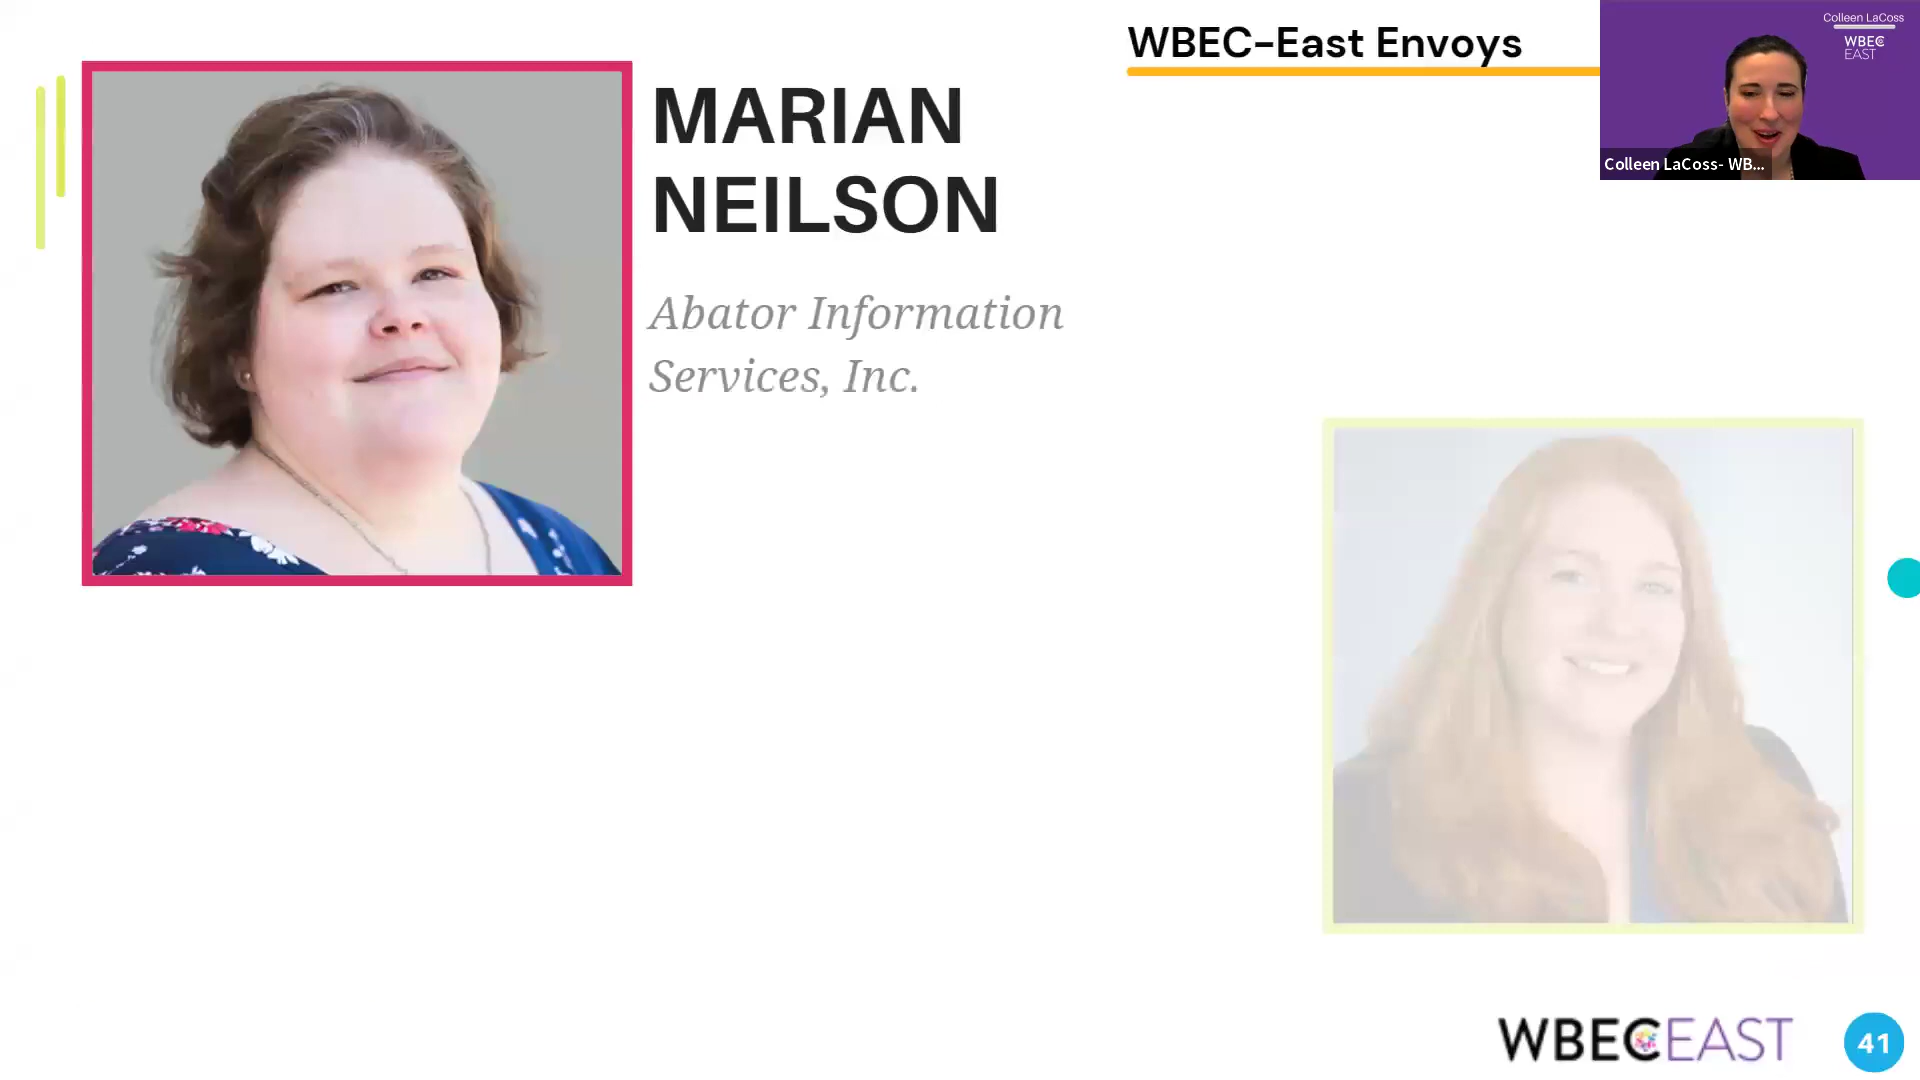 WBEC-East Envoys
Colleen LaCoss
WBEC
EAST
Colleen LaCoss- WB...
MARIAN
NEILSON
Abator Information
Services, Inc.
WBECEAST
41